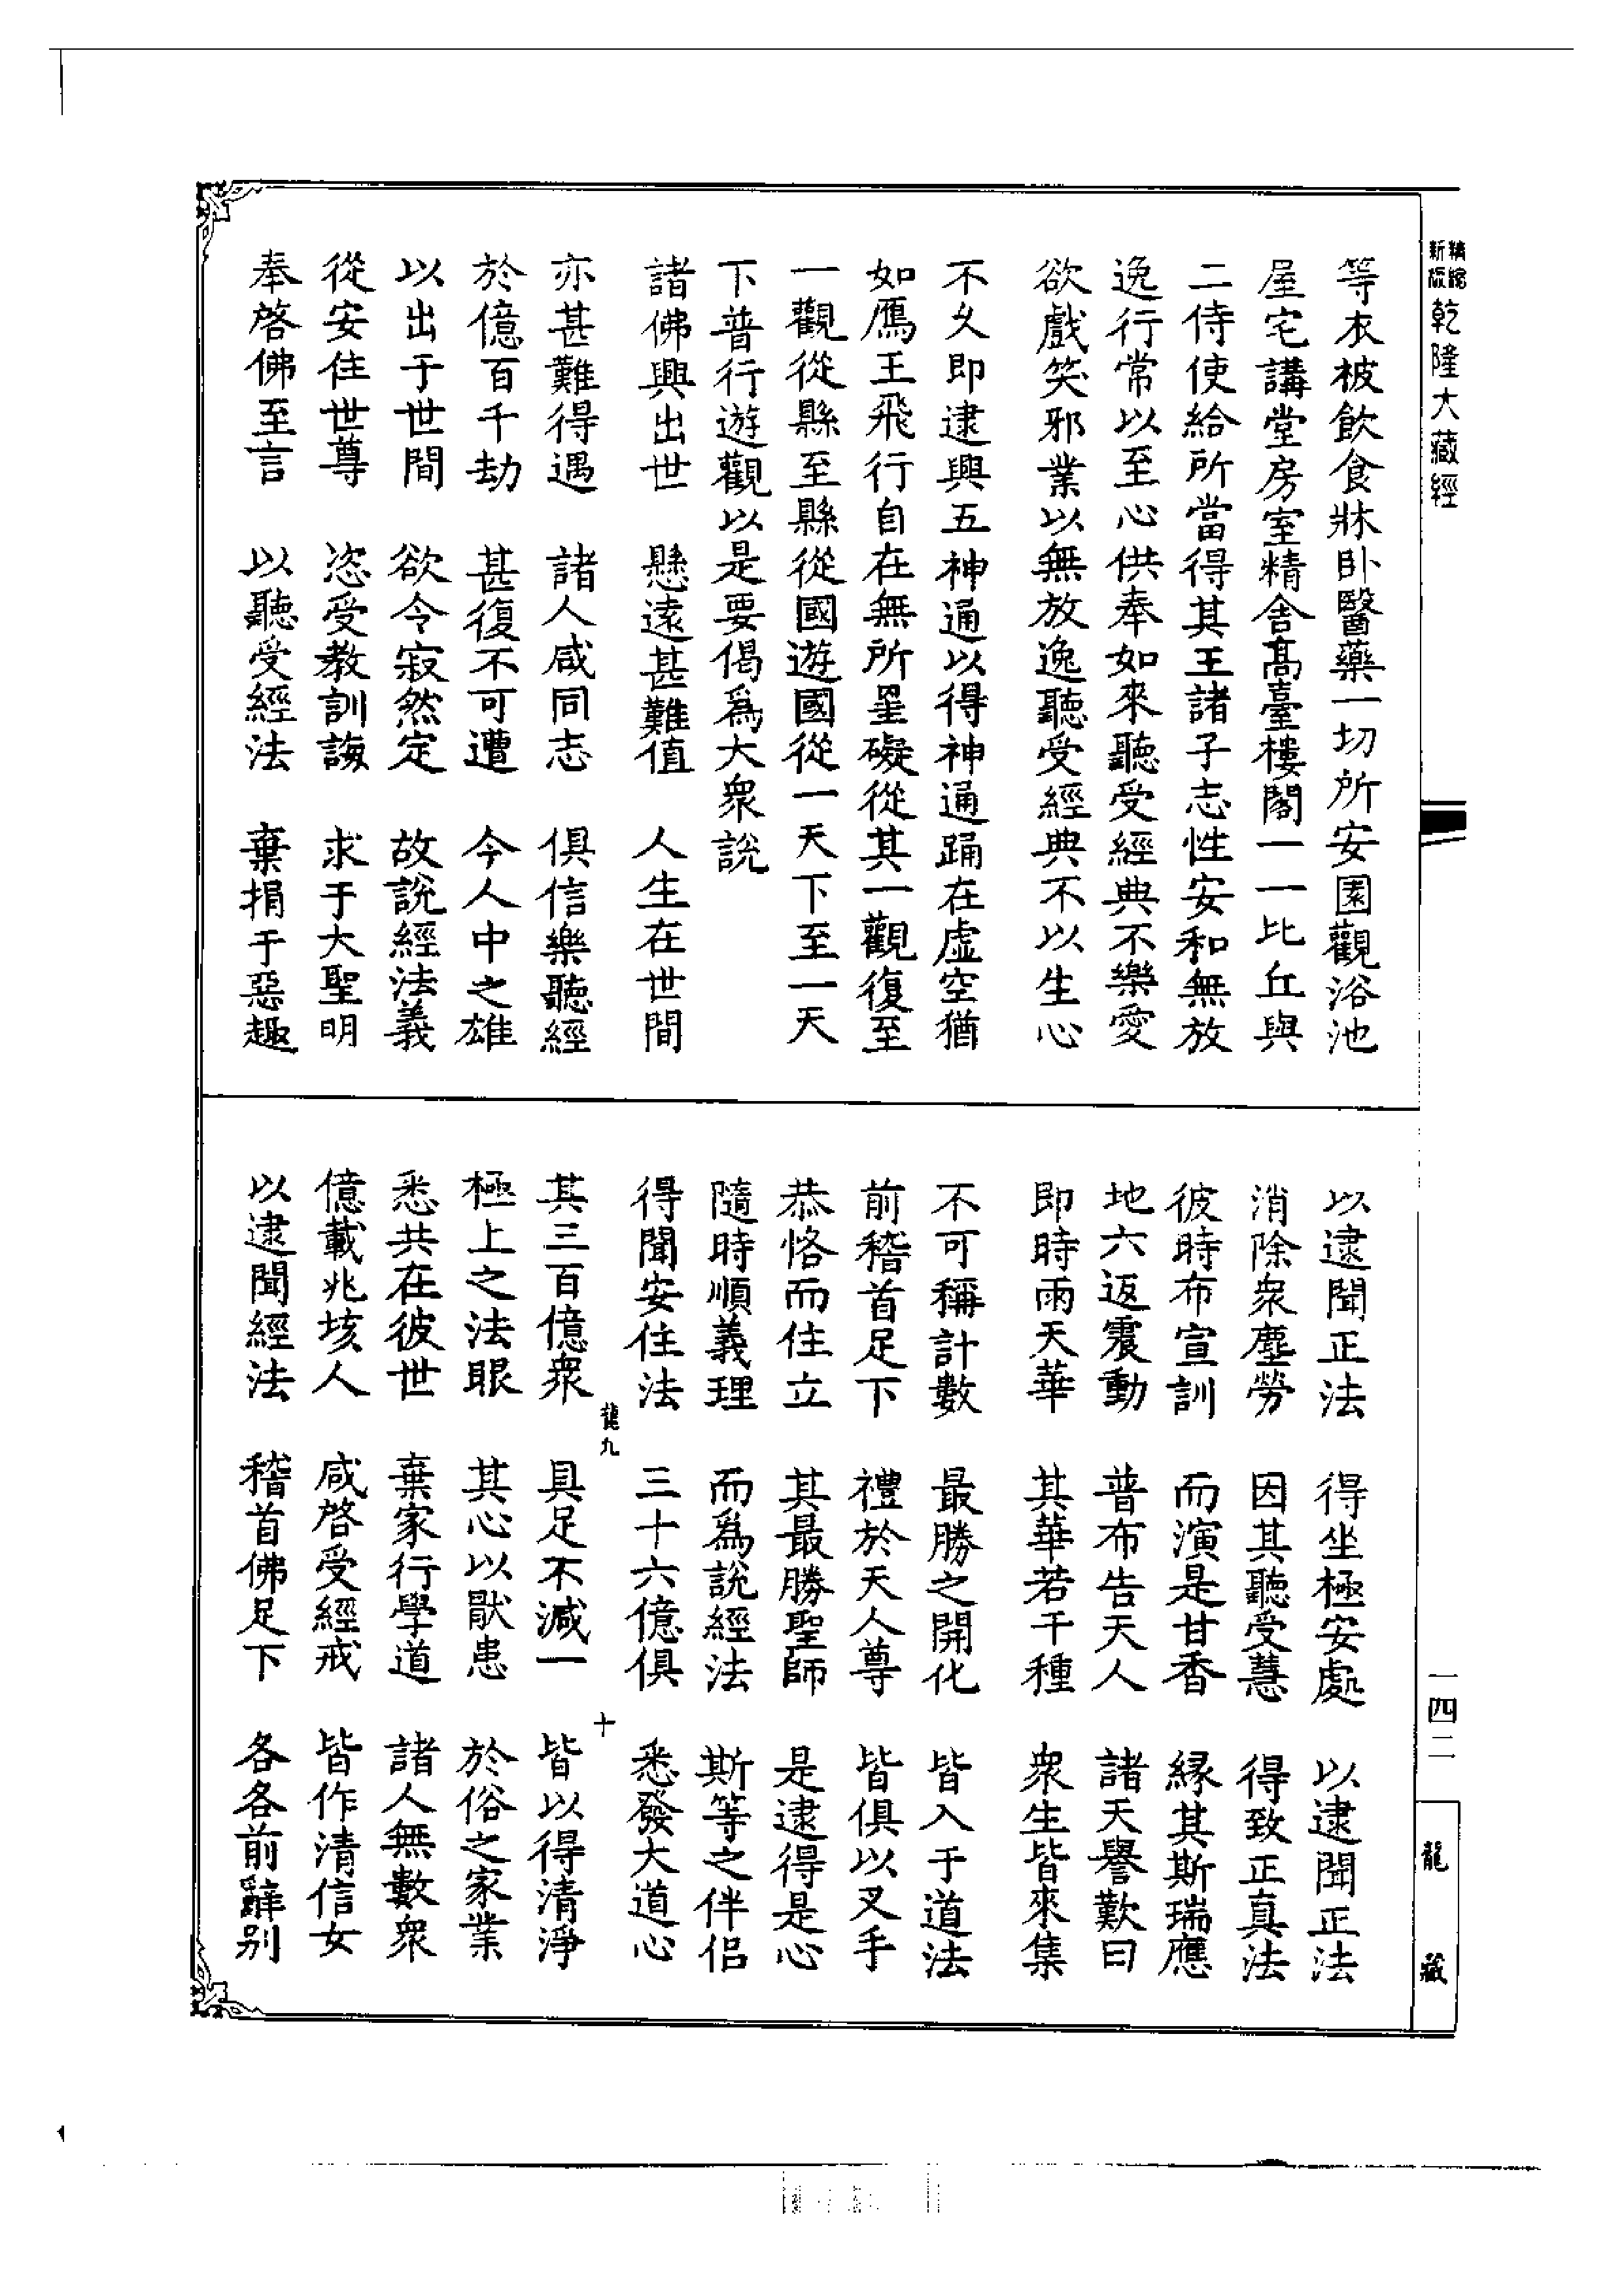 精縮
新版
乾隆大藏經
等衣被飲食牀卧醫藥一切所安園觀浴池
屋宅講堂房室精舍髙臺樓閣一一比丘與
二侍使給所當得其王諸子志性安和無放
逸行常以至心供奉如來聽受經典不樂愛
欲戲笑邪業以無放逸聽受經典不以生心
不久即逮興五神通以得神通踊在虚空猶
如鴈王飛行自在無所罣礙從其一觀復至
一觀從縣至縣從國遊國從一天下至一天
下普行遊觀以是要偈爲大衆說
諸佛興出世　懸遠甚難值　人生在世間
亦甚難得遇　諸人咸同志　俱信樂聽經
於億百千劫　甚復不可遭　今人中之雄
以出于世間　欲令寂然定　故説經法義
從安住世尊　恣受教訓誨　求于大聖明
奉啓佛至言　以聽受經法　棄捐于惡趣
以逮聞正法　得坐極安處　以逮聞正法
消除衆塵勞　因其聽受慧　得致正真法
彼時布宣訓　而演是甘香　緣其斯瑞應
地六返震動　普布告天人　諸天譽歎曰
即時雨天華　其華若干種　衆生皆來集
不可稱計數　最勝之開化　皆入于道法
前稽首足下　禮於天人尊　皆俱以叉手
恭恪而住立　其最勝聖師　是逮得是心
隨時順義理　而爲説經法　斯等之伴侣
得聞安住法　三十六億俱　悉發大道心
龍九　十
其三百億衆　具足不減一　皆以得清淨
極上之法眼　其心以猒患　於俗之家業
悉共在彼世　棄家行學道　諸人無數衆
億載兆垓人　咸啓受經戒　皆作清信女
以逮聞經法　稽首佛足下　各各前辭別
一四二
龍藏